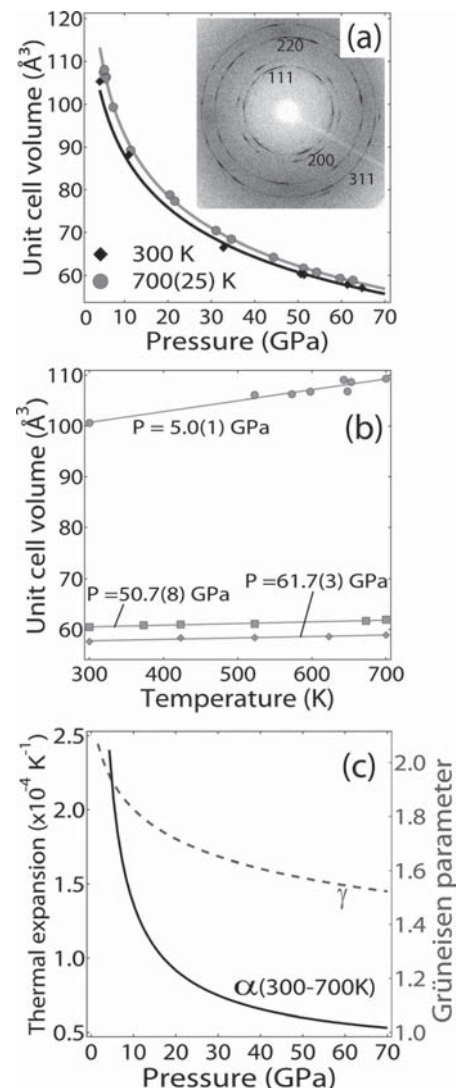 120
110
100
90
80
70
60
Unit cell volume (Å³)
(a)
220
111
200
311
300 K
700(25) K
0 10 20 30 40 50 60 70
Pressure (GPa)
110
100
90
80
70
60
Unit cell volume (Å³)
(b)
P = 5.0(1) GPa
P=50.7(8) GPa
P=61.7(3) GPa
300 400 500 600 700
Temperature (K)
2.5
2.0
1.5
1.0
0.5
Thermal expansion (x10⁻⁴ K⁻¹)
(c)
γ
α(300-700K)
2.0
1.8
1.6
1.4
1.2
1.0
Grüneisen parameter
0 10 20 30 40 50 60 70
Pressure (GPa)